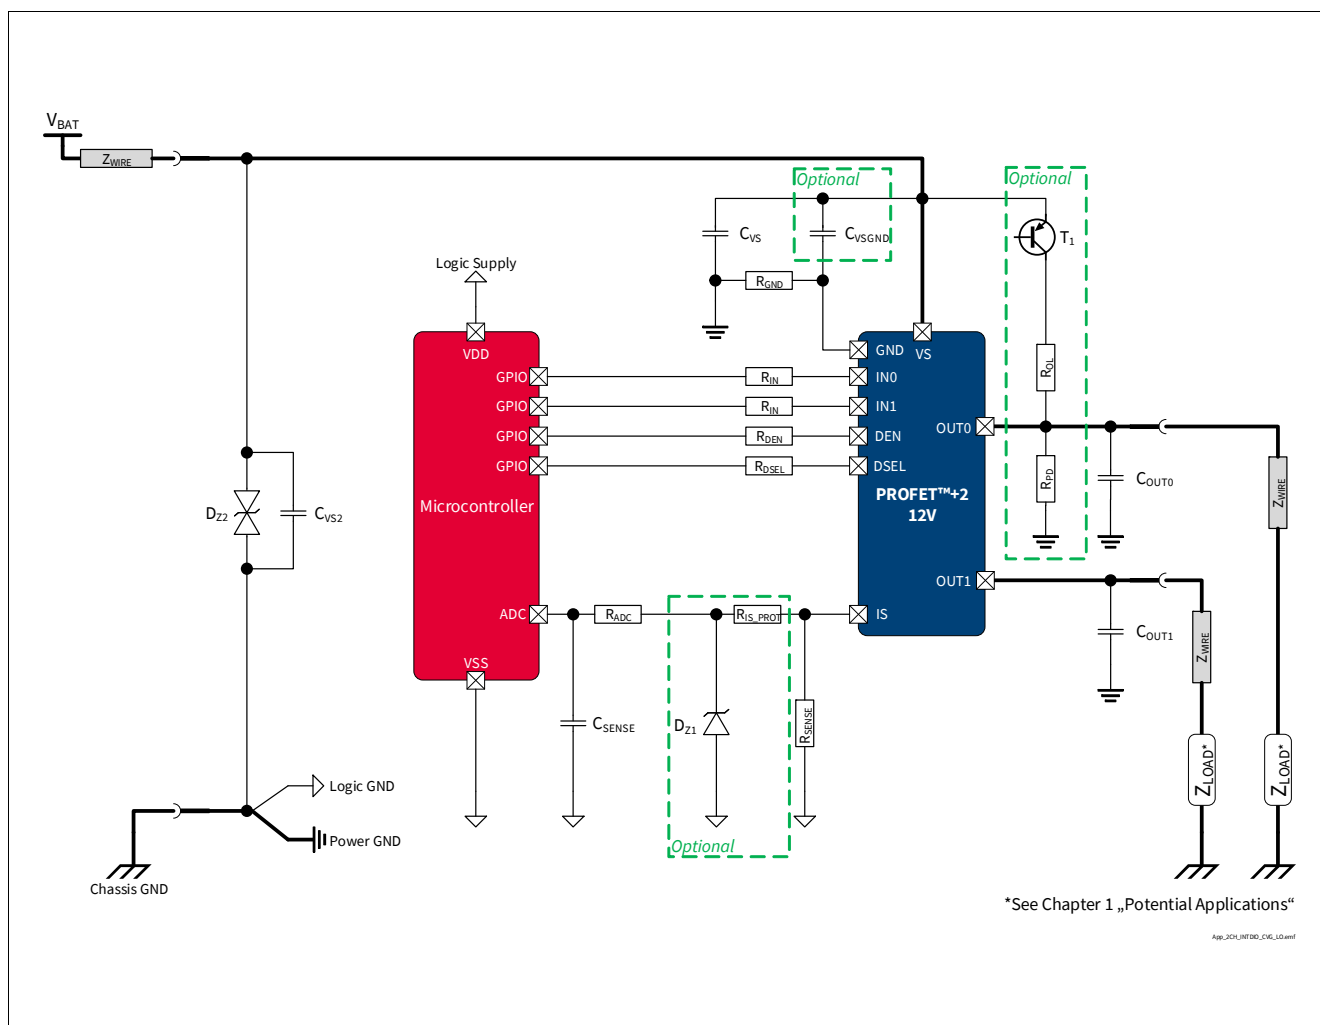 VBAT
ZWIRE
Optional
Optional
CVS
CVSGND
T1
Logic Supply
RGND
VDD
GND
VS
GPIO
RIN
IN0
ROL
GPIO
RIN
IN1
GPIO
RDEN
DEN
OUT0
GPIO
RDSEL
DSEL
RPD
COUT0
ZWIRE
Microcontroller
PROFET™+2
12V
DZ2
CVS2
OUT1
ADC
RADC
RIS_PROT
IS
COUT1
ZWIRE
VSS
CSENSE
DZ1
RSENSE
ZLOAD*
ZLOAD*
Logic GND
Power GND
Optional
Chassis GND
*See Chapter 1 „Potential Applications“
App_2CH_INTDIO_CVG_LO.emf